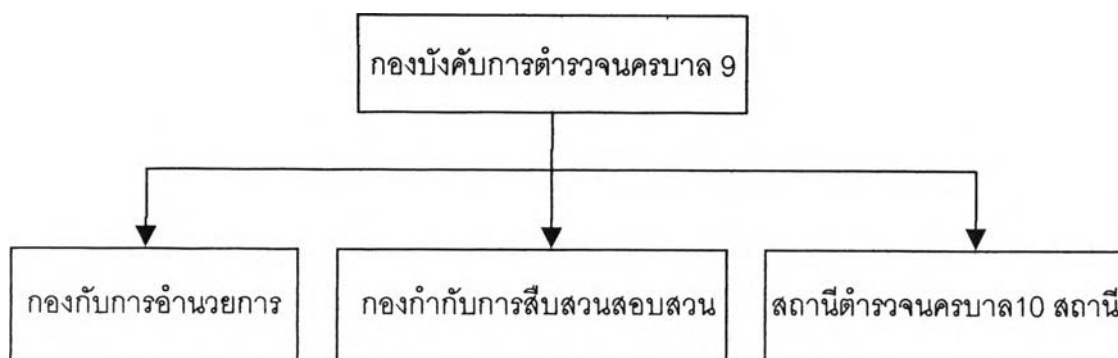 กองบังคับการตำรวจนครบาล 9
กองกับการอำนวยการ
กองกำกับการสืบสวนสอบสวน
สถานีตำรวจนครบาล10 สถานี